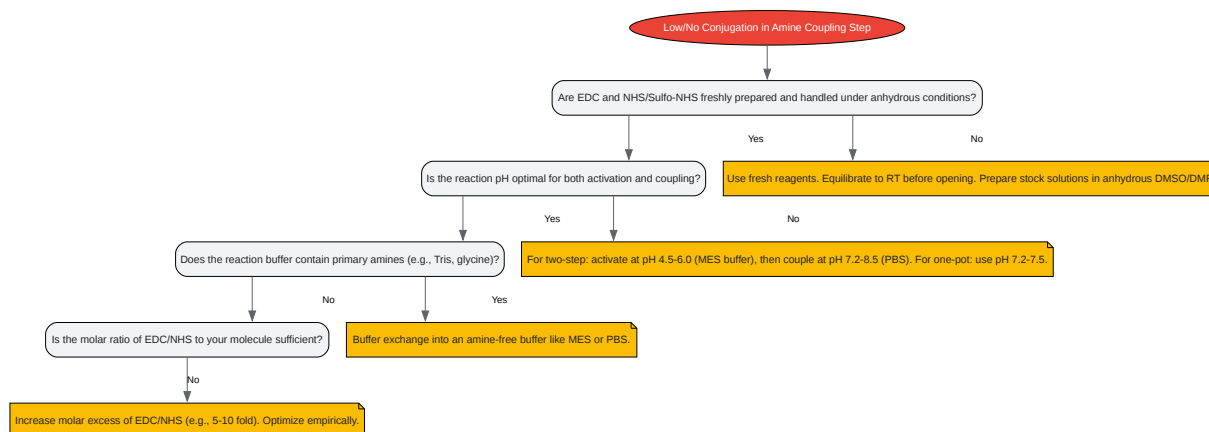 Low/No Conjugation in Amine Coupling Step
Are EDC and NHS/Sulfo-NHS freshly prepared and handled under anhydrous conditions?
Yes
No
Is the reaction pH optimal for both activation and coupling?
Use fresh reagents. Equilibrate to RT before opening. Prepare stock solutions in anhydrous
Yes
No
Does the reaction buffer contain primary amines (e.g., Tris, glycine)?
For two-step: activate at pH 4.5-6.0 (MES buffer), then couple at pH 7.2-8.5 (PBS). For one-pot: use pH 7.2-7.5.
No
Yes
Is the molar ratio of EDC/NHS to your molecule sufficient?
Buffer exchange into an amine-free buffer like MES or PBS.
No
Increase molar excess of EDC/NHS (e.g., 5-10 fold). Optimize empirically.